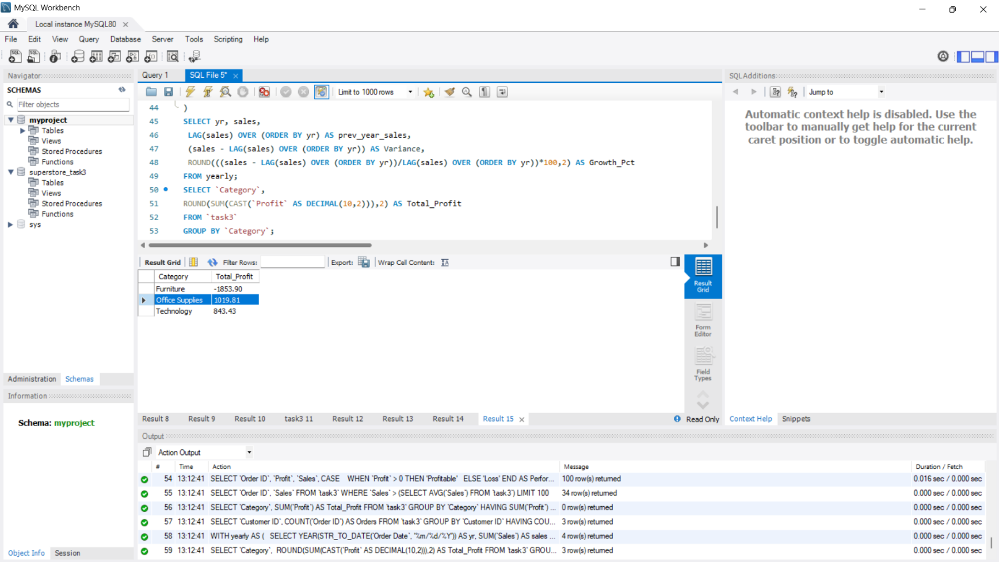 MySQL Workbench
Local instance MySQL80
File Edit View Query Database Server Tools Scripting Help
Navigator
Query 1 SQL File 5*
SQLAdditions
SCHEMAS
Limit to 1000 rows
Jump to
Filter objects
myproject
Tables
Views
Stored Procedures
Functions
superstore_task3
Tables
Views
Stored Procedures
Functions
sys
44 )
45 SELECT yr, sales,
46 LAG(sales) OVER (ORDER BY yr) AS prev_year_sales,
47 (sales - LAG(sales) OVER (ORDER BY yr)) AS Variance,
48 ROUND(((sales - LAG(sales) OVER (ORDER BY yr))/LAG(sales) OVER (ORDER BY yr))*100,2) AS Growth_Pct
49 FROM yearly;
50 SELECT `Category`,
51 ROUND(SUM(CAST(`Profit` AS DECIMAL(10,2))),2) AS Total_Profit
52 FROM `task3`
53 GROUP BY `Category`;
Automatic context help is disabled. Use the
toolbar to manually get help for the current
caret position or to toggle automatic help.
Result Grid Filter Rows: Export: Wrap Cell Content:
Category Total_Profit
Furniture -1853.90
Office Supplies 1019.81
Technology 843.43
Result
Grid
Form
Editor
Field
Types
Administration Schemas
Information
Schema: myproject
Result 8 Result 9 Result 10 task3 11 Result 12 Result 13 Result 14 Result 15
Read Only
Context Help Snippets
Output
Action Output
# Time Action Message Duration / Fetch
54 13:12:41 SELECT `Order ID`, `Profit`, `Sales`, CASE WHEN `Profit` > 0 THEN 'Profitable' ELSE 'Loss' END AS Perfor... 100 row(s) returned 0.016 sec / 0.000 sec
55 13:12:41 SELECT `Order ID`, `Sales` FROM `task3` WHERE `Sales` > (SELECT AVG(`Sales`) FROM `task3`) LIMIT 100 34 row(s) returned 0.000 sec / 0.000 sec
56 13:12:41 SELECT `Category`, SUM(`Profit`) AS Total_Profit FROM `task3` GROUP BY `Category` HAVING SUM(`Profit`) ... 0 row(s) returned 0.000 sec / 0.000 sec
57 13:12:41 SELECT `Customer ID`, COUNT(`Order ID`) AS Orders FROM `task3` GROUP BY `Customer ID` HAVING COU... 3 row(s) returned 0.000 sec / 0.000 sec
58 13:12:41 WITH yearly AS ( SELECT YEAR(STR_TO_DATE(`Order Date`, '%m/%d/%Y')) AS yr, SUM(`Sales`) AS sales ... 4 row(s) returned 0.000 sec / 0.000 sec
59 13:12:41 SELECT `Category`, ROUND(SUM(CAST(`Profit` AS DECIMAL(10,2))),2) AS Total_Profit FROM `task3` GROU... 3 row(s) returned 0.000 sec / 0.000 sec
Object Info Session